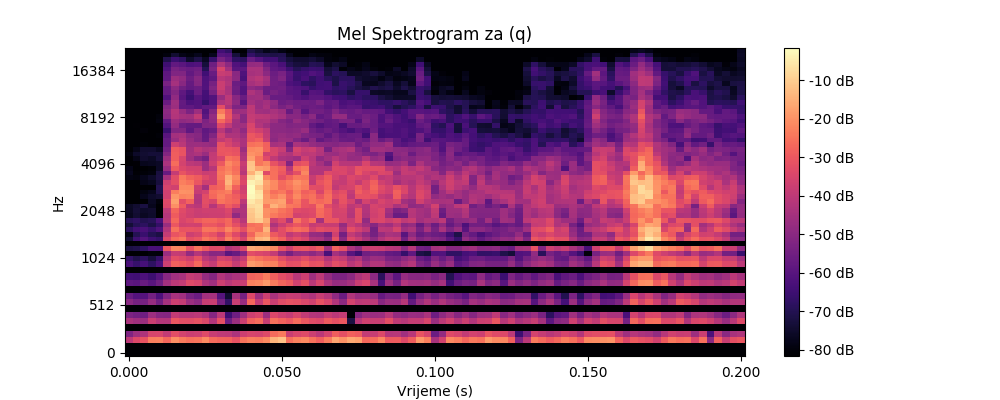 Mel Spektrogram za (q)
16384
8192
4096
2048
1024
512
0
Hz
0.000 0.050 0.100 0.150 0.200
Vrijeme (s)
-10 dB
-20 dB
-30 dB
-40 dB
-50 dB
-60 dB
-70 dB
-80 dB